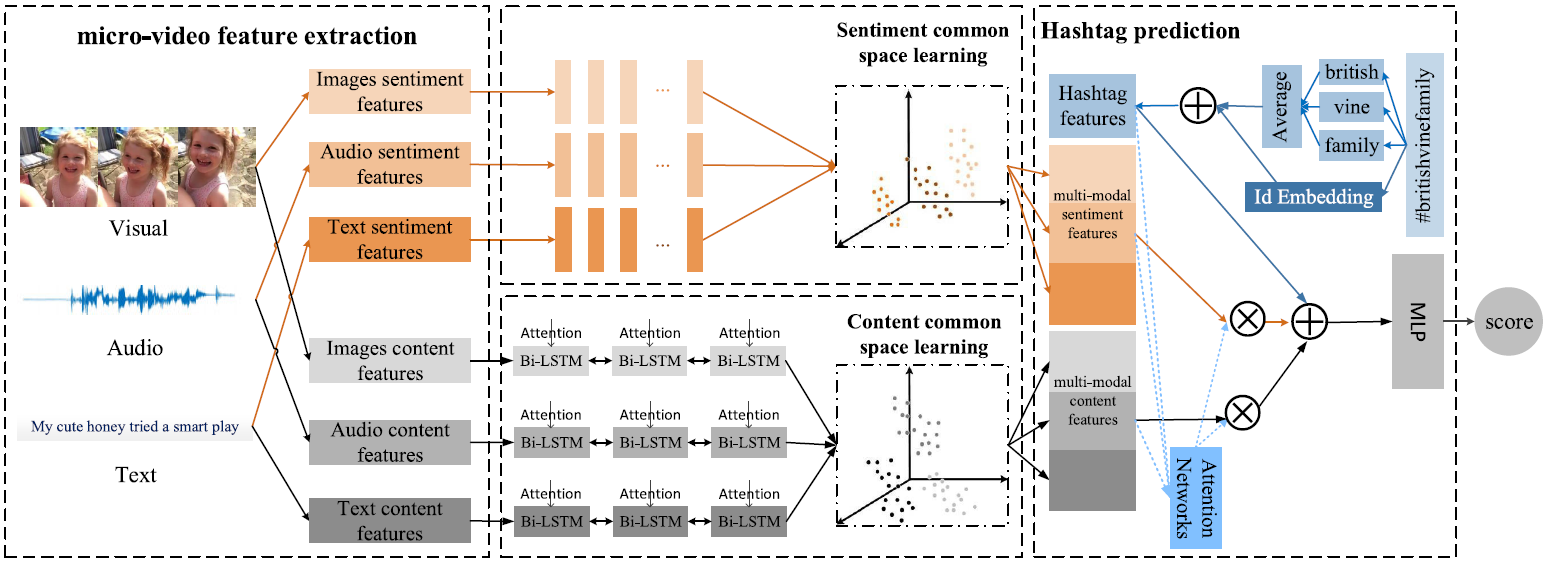 micro-video feature extraction
Visual
Audio
My cute honey tried a smart play
Text
Images sentiment
features
Audio sentiment
features
Text sentiment
features
Images content
features
Audio content
features
Text content
features
Sentiment common
space learning
...
...
...
Content common
space learning
Attention Attention Attention
Bi-LSTM Bi-LSTM Bi-LSTM
Attention Attention Attention
Bi-LSTM Bi-LSTM Bi-LSTM
Attention Attention Attention
Bi-LSTM Bi-LSTM Bi-LSTM
Hashtag prediction
Hashtag
features
Average
british
vine
family
#britishvinefamily
Id Embedding
multi-modal
sentiment
features
multi-modal
content
features
Attention
Networks
MLP
score